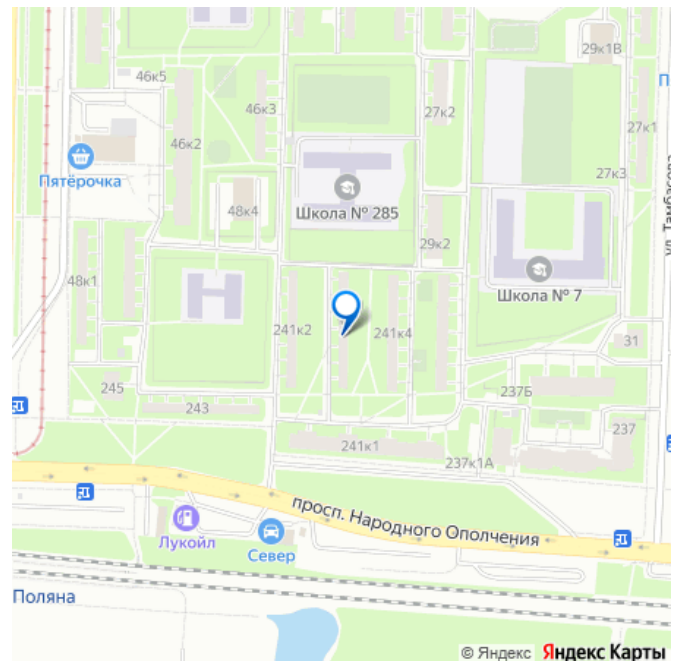 29к1В
46к5
46к3
27к2
П
46к2
27к1
Пятёрочка
27к3
48к4
Школа № 285
ул. Тамбасова
29к2
48к1
Школа № 7
241к2
241к4
31
245
243
237Б
241к1
237
237к1А
просп. Народного Ополчения
Лукойл
Север
Поляна
© Яндекс Яндекс Карты